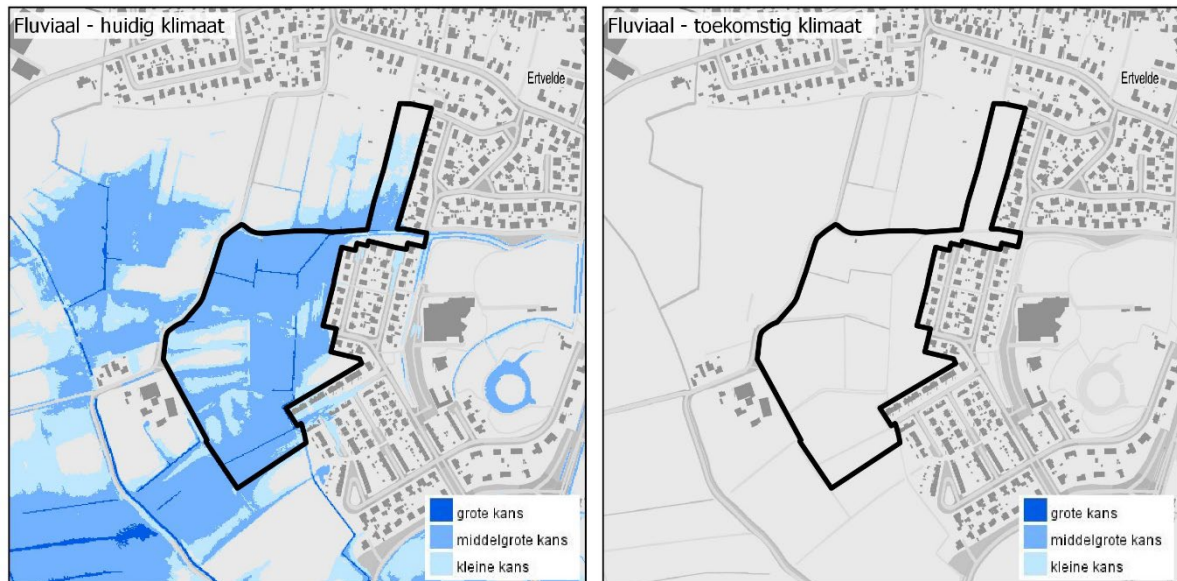 Fluviaal - huidig klimaat
Ertvelde
grote kans
middelgrote kans
kleine kans
Fluviaal - toekomstig klimaat
Ertvelde
grote kans
middelgrote kans
kleine kans